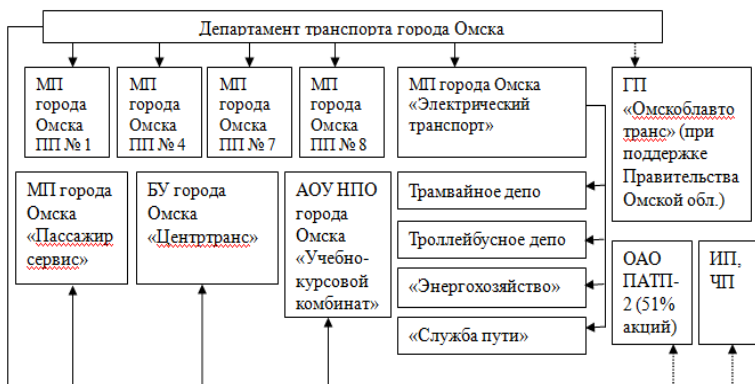 Департамент транспорта города Омска
МП
города
Омска
ПП № 1
МП
города
Омска
ПП № 4
МП
города
Омска
ПП № 7
МП
города
Омска
ПП № 8
МП города Омска
«Электрический
транспорт»
ГП
«Омскоблавто
транс» (при
поддержке
Правительства
Омской обл.)
МП города
Омска
«Пассажир
сервис»
БУ города
Омска
«Центртранс»
АОУ НПО
города
Омска
«Учебно-
курсовой
комбинат»
Трамвайное депо
Троллейбусное депо
«Энергохозяйство»
«Служба пути»
ОАО
ПАТП-
2 (51%
акций)
ИП,
ЧП